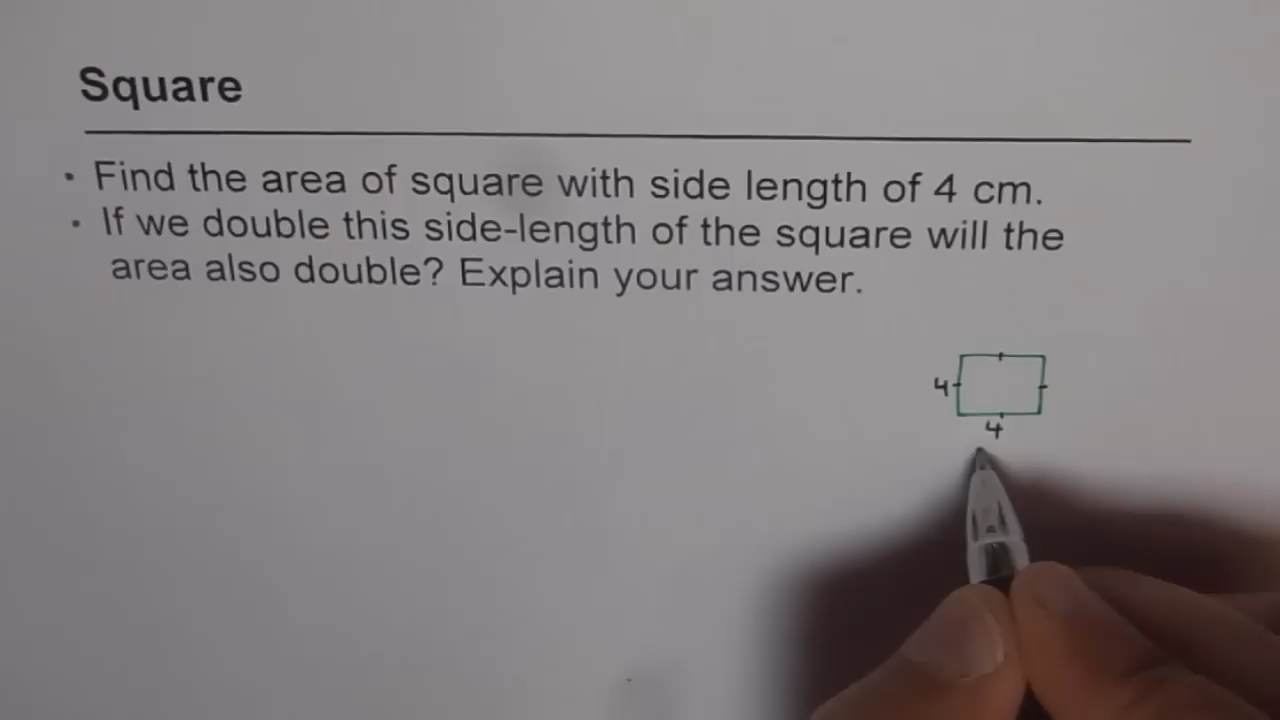 Square
• Find the area of square with side length of 4 cm.
• If we double this side-length of the square will the
area also double? Explain your answer.
4
4